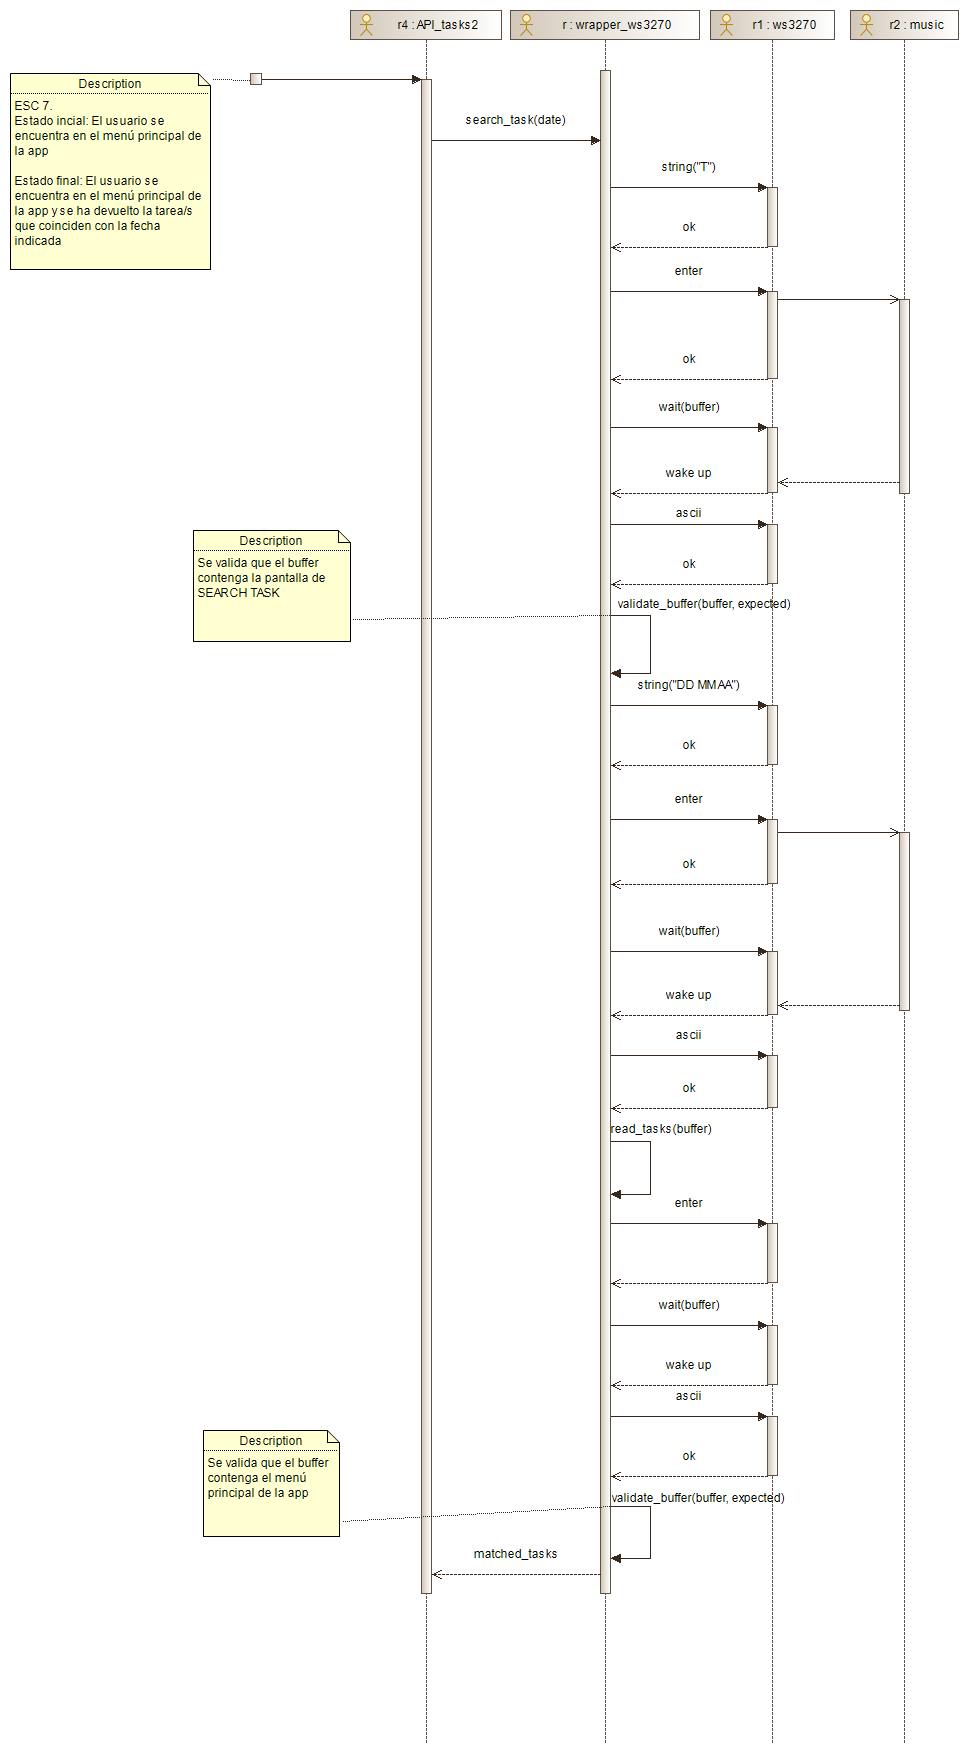 r4 : API_tasks2
r : wrapper_ws3270
r1 : ws3270
r2 : music
Description
ESC 7.
Estado incial: El usuario se
encuentra en el menú principal de
la app
Estado final: El usuario se
encuentra en el menú principal de
la app y se ha devuelto la tarea/s
que coinciden con la fecha
indicada
search_task(date)
string("T")
ok
enter
ok
wait(buffer)
wake up
ascii
ok
Description
Se valida que el buffer
contenga la pantalla de
SEARCH TASK
validate_buffer(buffer, expected)
string("DD MMAA")
ok
enter
ok
wait(buffer)
wake up
ascii
ok
read_tasks(buffer)
enter
wait(buffer)
wake up
ascii
ok
Description
Se valida que el buffer
contenga el menú
principal de la app
validate_buffer(buffer, expected)
matched_tasks